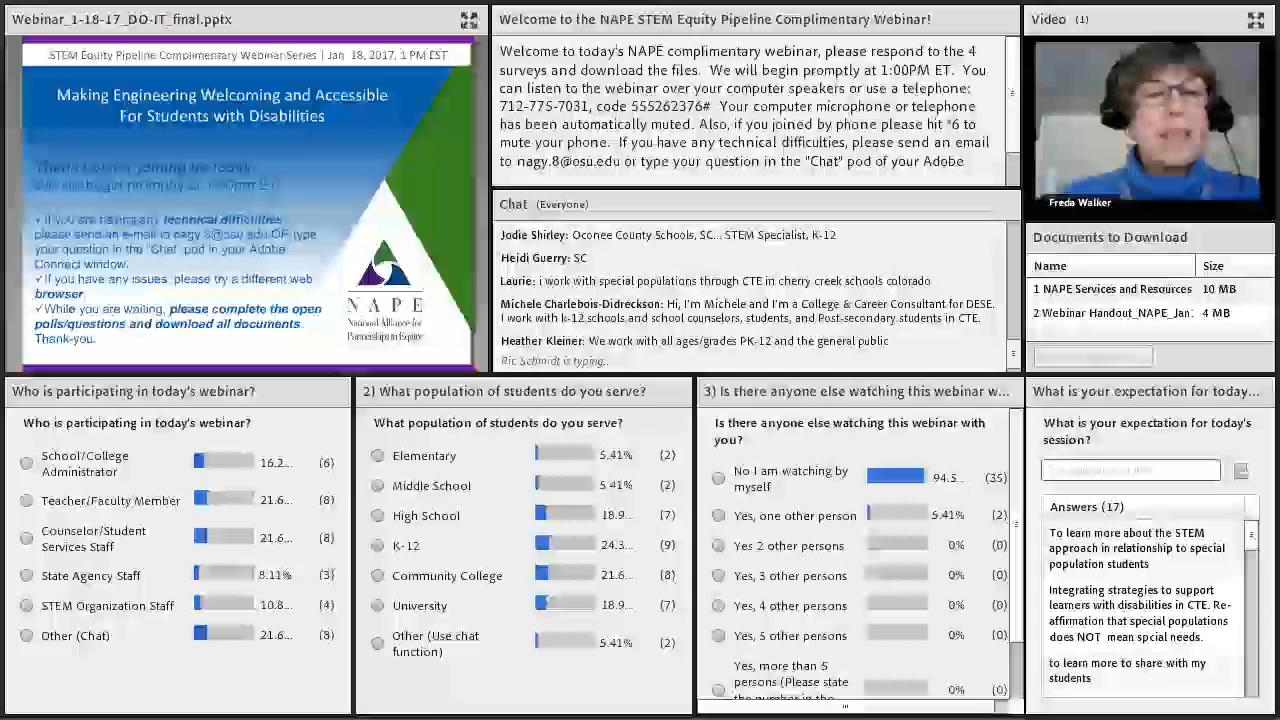 Webinar_1-18-17_DO-IT_final.pptx
STEM Equity Pipeline Complimentary Webinar Series | Jan 18, 2017, 1 PM EST
Making Engineering Welcoming and Accessible
For Students with Disabilities
✓ If you are having any technical difficulties
please send an e-mail to nagy.8@osu.edu OR type
your question in the "Chat" pod in your Adobe
Connect window.
✓ If you have any issues, please try a different web
browser
✓ While you are waiting, please complete the open
polls/questions and download all documents.
Thank-you.
NAPE
National Alliance for
Partnerships in Equity
Welcome to the NAPE STEM Equity Pipeline Complimentary Webinar!
Welcome to today's NAPE complimentary webinar, please respond to the 4
surveys and download the files. We will begin promptly at 1:00PM ET. You
can listen to the webinar over your computer speakers or use a telephone:
712-775-7031, code 555262376# Your computer microphone or telephone
has been automatically muted. Also, if you joined by phone please hit *6 to
mute your phone. If you have any technical difficulties, please send an email
to nagy.8@osu.edu or type your question in the "Chat" pod of your Adobe
Chat (Everyone)
Jodie Shirley: Oconee County Schools, SC... STEM Specialist, K-12
Heidi Guerry: SC
Laurie: i work with special populations through CTE in cherry creek schools colorado
Michele Charlebois-Didreckson: Hi, I'm Michele and I'm a College & Career Consultant for DESE.
I work with k-12 schools and school counselors, students, and Post-secondary students in CTE.
Heather Kleiner: We work with all ages/grades PK-12 and the general public
Ric Schmidt is typing..
Video (1)
Freda Walker
Documents to Download
Name Size
1 NAPE Services and Resources 10 MB
2 Webinar Handout_NAPE_Jan: 4 MB
Who is participating in today's webinar?
Who is participating in today's webinar?
School/College
Administrator 16.2... (6)
Teacher/Faculty Member 21.6... (8)
Counselor/Student
Services Staff 21.6... (8)
State Agency Staff 8.11% (3)
STEM Organization Staff 10.8... (4)
Other (Chat) 21.6... (8)
2) What population of students do you serve?
What population of students do you serve?
Elementary 5.41% (2)
Middle School 5.41% (2)
High School 18.9... (7)
K-12 24.3... (9)
Community College 21.6... (8)
University 18.9... (7)
Other (Use chat
function) 5.41% (2)
3) Is there anyone else watching this webinar w...
Is there anyone else watching this webinar with
you?
No I am watching by
myself 94.5... (35)
Yes, one other person 5.41% (2)
Yes 2 other persons 0% (0)
Yes, 3 other persons 0% (0)
Yes, 4 other persons 0% (0)
Yes, 5 other persons 0% (0)
Yes, more than 5
persons (Please state 0% (0)
the number in the
What is your expectation for today...
What is your expectation for today's
session?
Answers (17)
To learn more about the STEM
approach in relationship to special
population students
Integrating strategies to support
learners with disabilities in CTE. Re-
affirmation that special populations
does NOT mean spcial needs.
to learn more to share with my
students